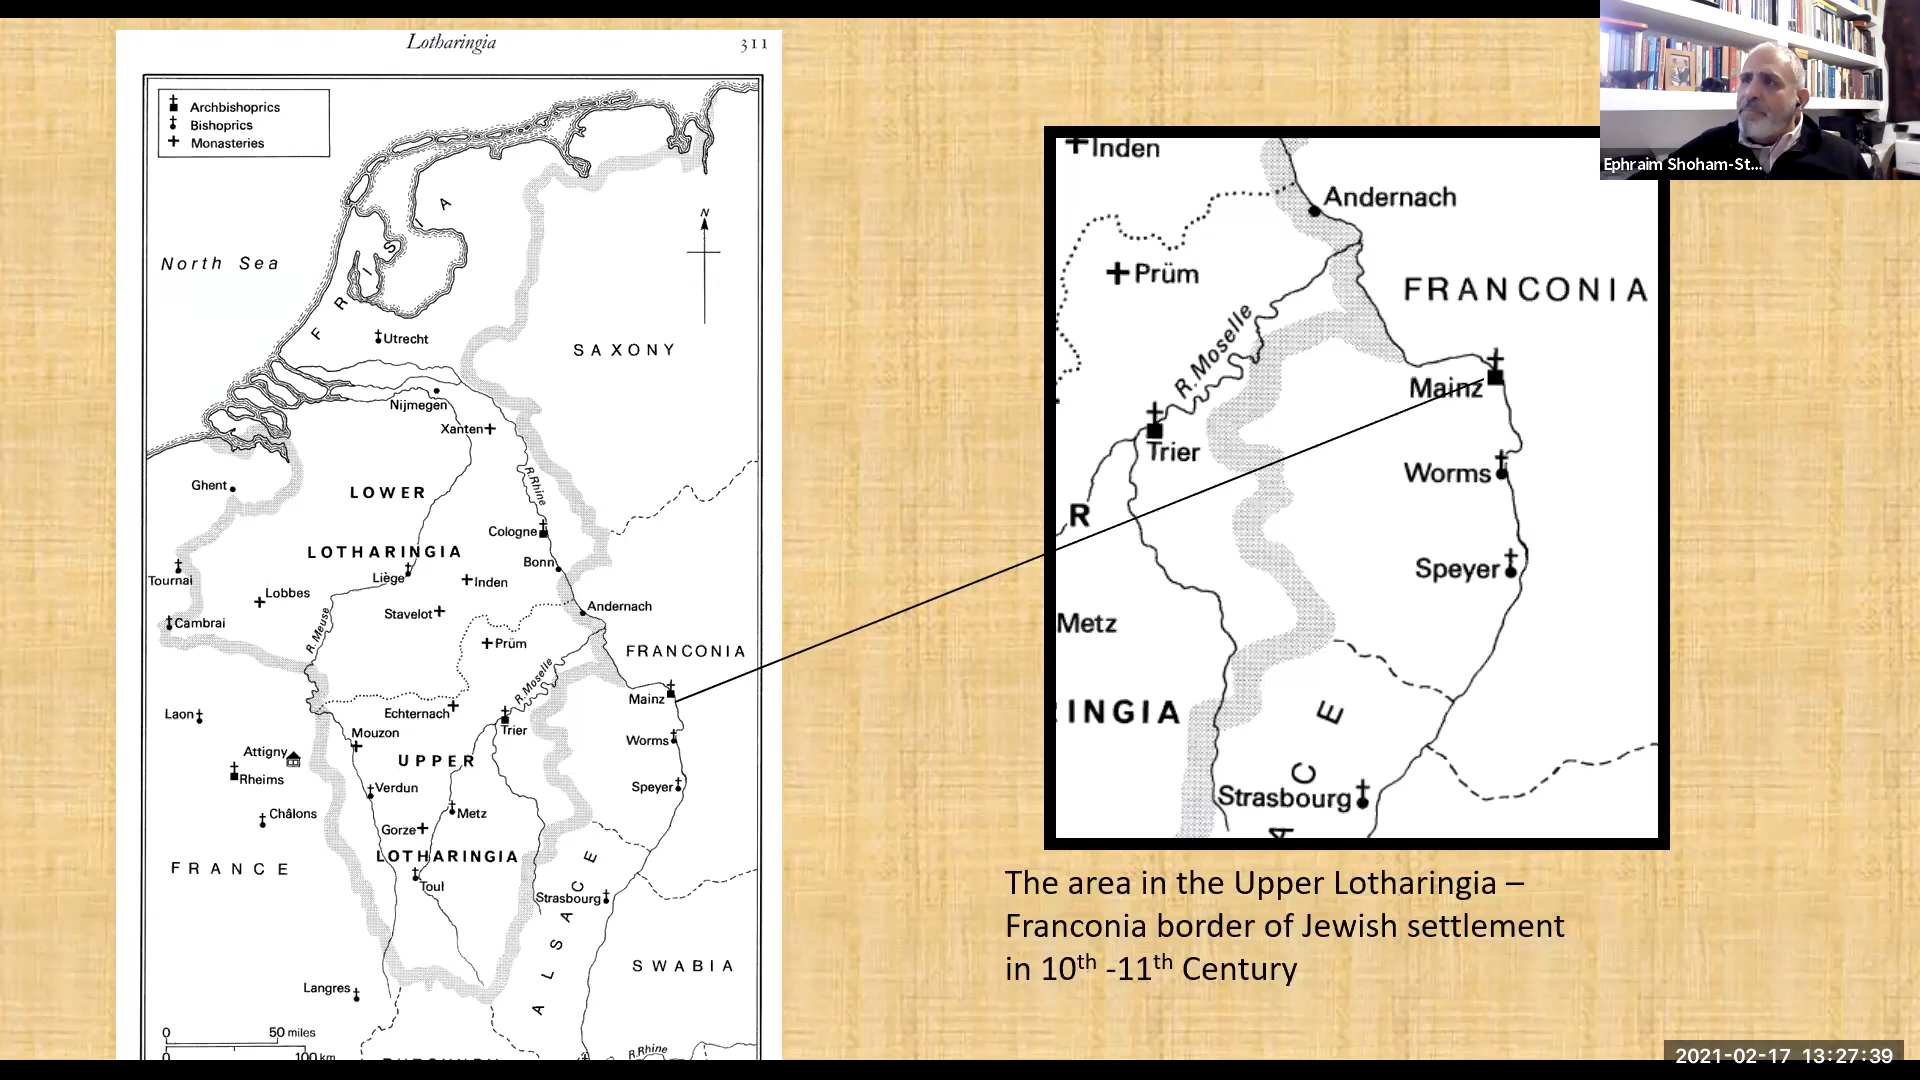 Lotharingia 311
Archbishoprics
Bishoprics
Monasteries
N
North Sea
FRISIA
Utrecht
SAXONY
Nijmegen
Xanten
R. Rhine
Ghent
LOWER
LOTHARINGIA
Cologne
Bonn
Tournai
Liège
Inden
Lobbes
Stavelot
Andernach
Cambrai
R. Meuse
Prüm
FRANCONIA
R. Moselle
Mainz
Laon
Echternach
Trier
Mouzon
Worms
Attigny
UPPER
Rheims
Verdun
Speyer
Châlons
Metz
Gorze
LOTHARINGIA
FRANCE
Toul
Strasbourg
ALSACE
SWABIA
Langres
0 50 miles
0 100 km
R. Rhine
Inden
Andernach
Prüm
FRANCONIA
R. Moselle
Mainz
Trier
Worms
R
Speyer
Metz
INGIA
E
C
Strasbourg
A
The area in the Upper Lotharingia –
Franconia border of Jewish settlement
in 10th -11th Century
Ephraim Shoham-St...
2021-02-17 13:27:39